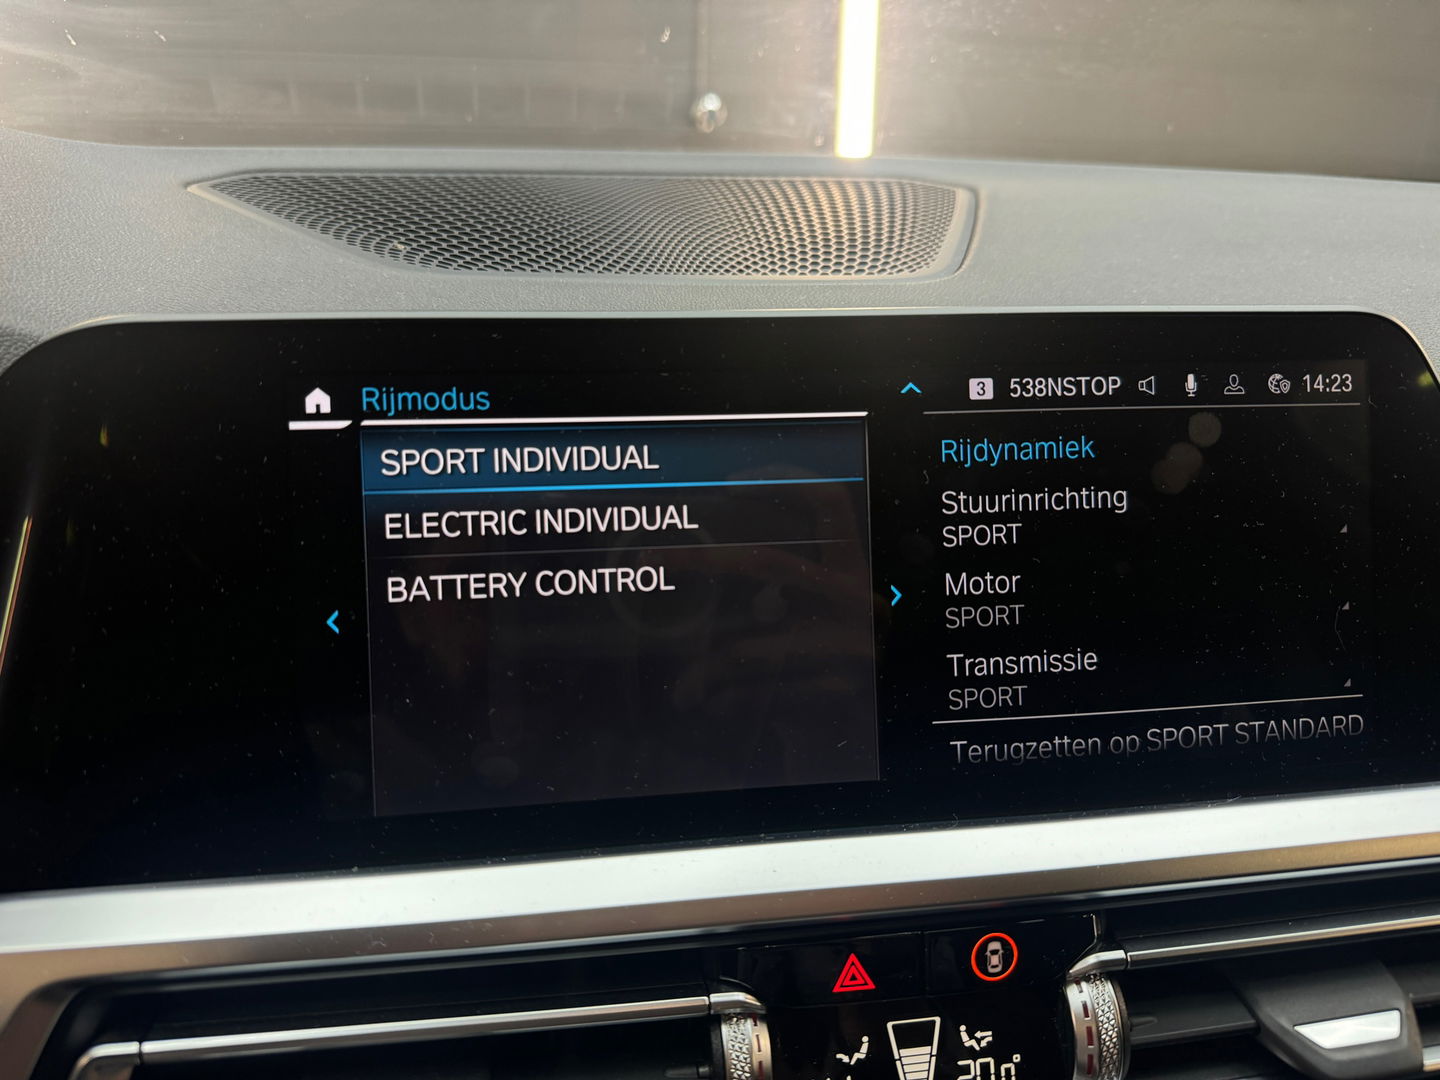 Rijmodus
3 538NSTOP 14:23
SPORT INDIVIDUAL
ELECTRIC INDIVIDUAL
BATTERY CONTROL
Rijdynamiek
Stuurinrichting
SPORT
Motor
SPORT
Transmissie
SPORT
Terugzetten op SPORT STANDARD